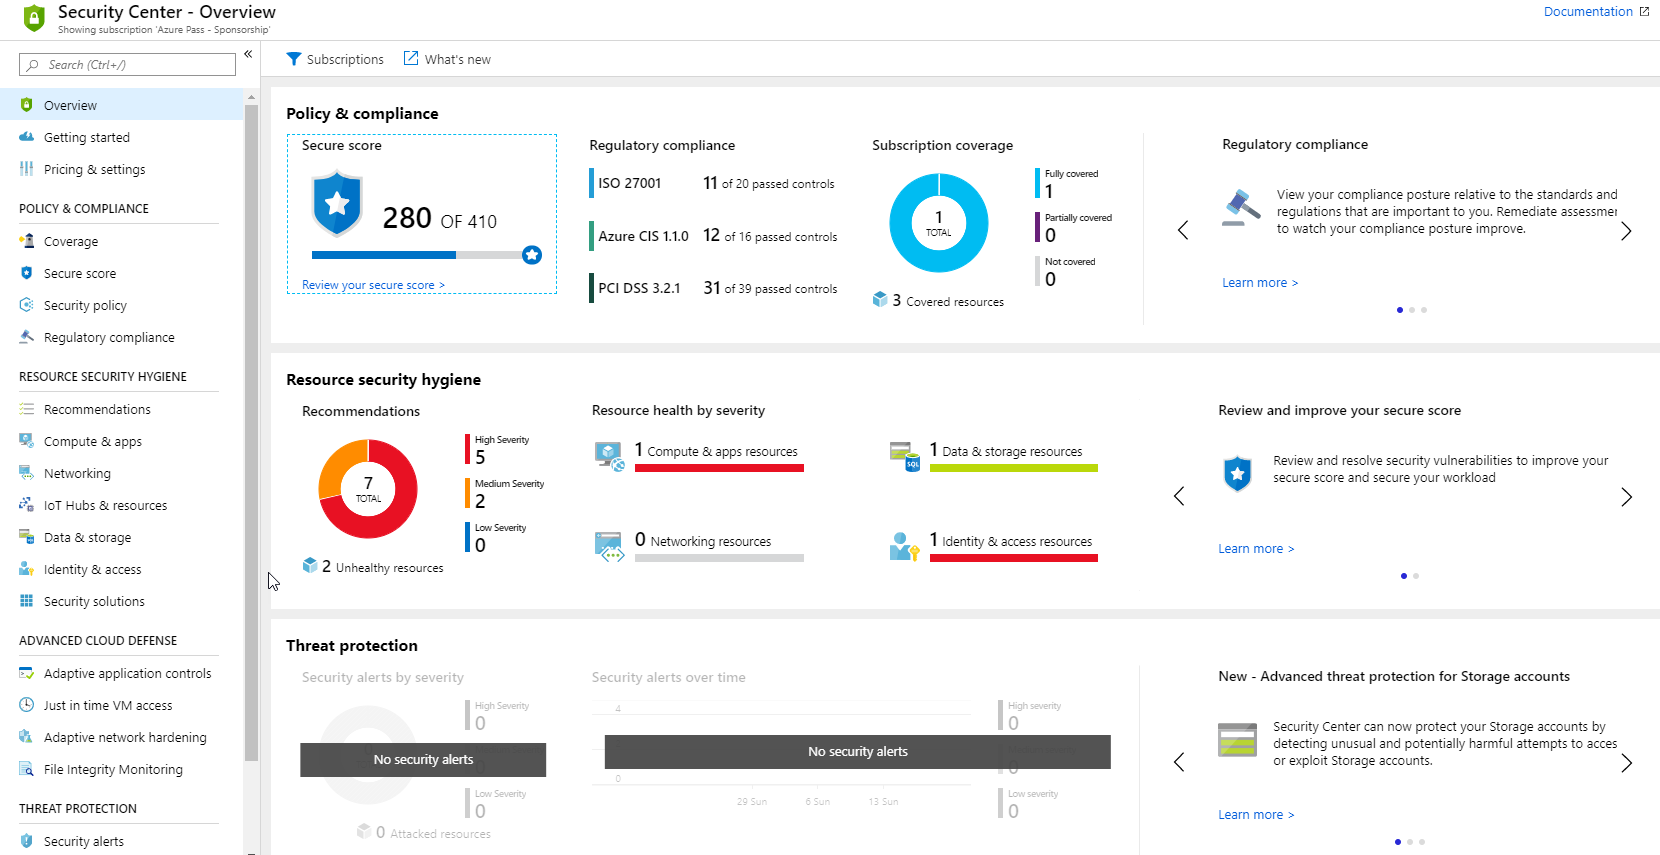 Security Center - Overview
Showing subscription 'Azure Pass - Sponsorship'
Documentation
Search (Ctrl+/)
«
Overview
Getting started
Pricing & settings
POLICY & COMPLIANCE
Coverage
Secure score
Security policy
Regulatory compliance
RESOURCE SECURITY HYGIENE
Recommendations
Compute & apps
Networking
IoT Hubs & resources
Data & storage
Identity & access
Security solutions
ADVANCED CLOUD DEFENSE
Adaptive application controls
Just in time VM access
Adaptive network hardening
File Integrity Monitoring
THREAT PROTECTION
Security alerts
Subscriptions
What's new
Policy & compliance
Secure score
280 OF 410
Review your secure score >
Regulatory compliance
ISO 27001 11 of 20 passed controls
Azure CIS 1.1.0 12 of 16 passed controls
PCI DSS 3.2.1 31 of 39 passed controls
Subscription coverage
1
TOTAL
Fully covered
1
Partially covered
0
Not covered
0
3 Covered resources
Regulatory compliance
View your compliance posture relative to the standards and
regulations that are important to you. Remediate assessmer
to watch your compliance posture improve.
Learn more >
Resource security hygiene
Recommendations
7
TOTAL
High Severity
5
Medium Severity
2
Low Severity
0
2 Unhealthy resources
Resource health by severity
1 Compute & apps resources
SQL
1 Data & storage resources
0 Networking resources
1 Identity & access resources
Review and improve your secure score
Review and resolve security vulnerabilities to improve your
secure score and secure your workload
Learn more >
Threat protection
Security alerts by severity
High Severity
0
No security alerts
0
Low Severity
0
0 Attacked resources
Security alerts over time
4
0
29 Sun 6 Sun 13 Sun
No security alerts
High severity
0
0
Low severity
0
New - Advanced threat protection for Storage accounts
Security Center can now protect your Storage accounts by
detecting unusual and potentially harmful attempts to acces
or exploit Storage accounts.
Learn more >